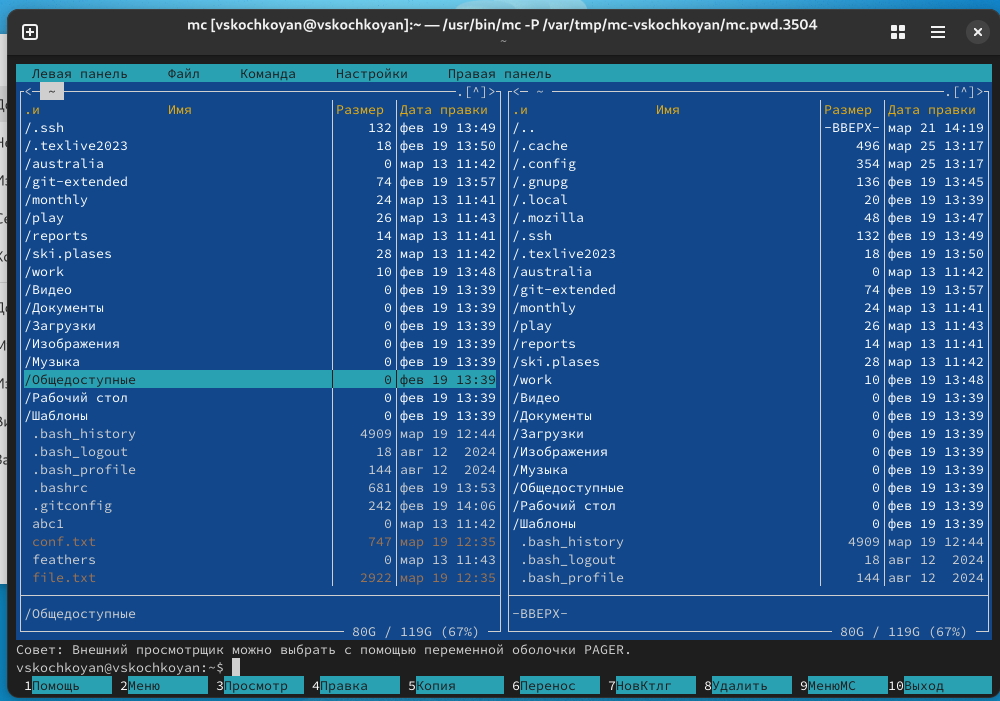 mc [vskochkoyan@vskochkoyan]:~ — /usr/bin/mc -P /var/tmp/mc-vskochkoyan/mc.pwd.3504
~
Левая панель Файл Команда Настройки Правая панель
<- ~ .[^]>
.и Имя Размер Дата правки
/.ssh 132 фев 19 13:49
/.texlive2023 18 фев 19 13:50
/australia 0 мар 13 11:42
/git-extended 74 фев 19 13:57
/monthly 24 мар 13 11:41
/play 26 мар 13 11:43
/reports 14 мар 13 11:41
/ski.plases 28 мар 13 11:42
/work 10 фев 19 13:48
/Видео 0 фев 19 13:39
/Документы 0 фев 19 13:39
/Загрузки 0 фев 19 13:39
/Изображения 0 фев 19 13:39
/Музыка 0 фев 19 13:39
/Общедоступные 0 фев 19 13:39
/Рабочий стол 0 фев 19 13:39
/Шаблоны 0 фев 19 13:39
.bash_history 4909 мар 19 12:44
.bash_logout 18 авг 12 2024
.bash_profile 144 авг 12 2024
.bashrc 681 фев 19 13:53
.gitconfig 242 фев 19 14:06
abc1 0 мар 13 11:42
conf.txt 747 мар 19 12:35
feathers 0 мар 13 11:43
file.txt 2922 мар 19 12:35
/Общедоступные
80G / 119G (67%)
<- ~ .[^]>
.и Имя Размер Дата правки
/.. -ВВЕРХ- мар 21 14:19
/.cache 496 мар 25 13:17
/.config 354 мар 25 13:17
/.gnupg 136 фев 19 13:45
/.local 20 фев 19 13:39
/.mozilla 48 фев 19 13:47
/.ssh 132 фев 19 13:49
/.texlive2023 18 фев 19 13:50
/australia 0 мар 13 11:42
/git-extended 74 фев 19 13:57
/monthly 24 мар 13 11:41
/play 26 мар 13 11:43
/reports 14 мар 13 11:41
/ski.plases 28 мар 13 11:42
/work 10 фев 19 13:48
/Видео 0 фев 19 13:39
/Документы 0 фев 19 13:39
/Загрузки 0 фев 19 13:39
/Изображения 0 фев 19 13:39
/Музыка 0 фев 19 13:39
/Общедоступные 0 фев 19 13:39
/Рабочий стол 0 фев 19 13:39
/Шаблоны 0 фев 19 13:39
.bash_history 4909 мар 19 12:44
.bash_logout 18 авг 12 2024
.bash_profile 144 авг 12 2024
-ВВЕРХ-
80G / 119G (67%)
Совет: Внешний просмотрщик можно выбрать с помощью переменной оболочки PAGER.
vskochkoyan@vskochkoyan:~$
1Помощь 2Меню 3Просмотр 4Правка 5Копия 6Перенос 7НовКтлг 8Удалить 9МенюМС 10Выход